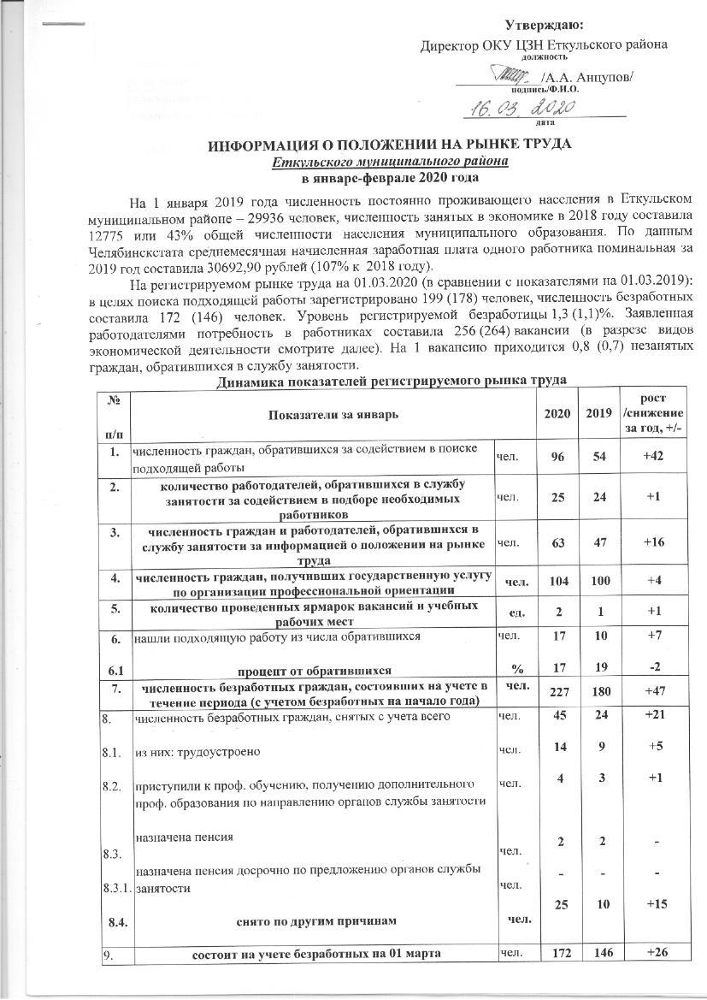 Утверждаю:
Директор ОКУ ЦЗН Еткульского района
должность
/А.А. Анцупов/
подпись/Ф.И.О.
16.03.2020
дата
ИНФОРМАЦИЯ О ПОЛОЖЕНИИ НА РЫНКЕ ТРУДА
Еткульского муниципального района
в январе-феврале 2020 года
На 1 января 2019 года численность постоянно проживающего населения в Еткульском
муниципальном районе – 29936 человек, численность занятых в экономике в 2018 году составила
12775 или 43% общей численности населения муниципального образования. По данным
Челябинскстата среднемесячная начисленная заработная плата одного работника номинальная за
2019 год составила 30692,90 рублей (107% к 2018 году).
На регистрируемом рынке труда на 01.03.2020 (в сравнении с показателями на 01.03.2019):
в целях поиска подходящей работы зарегистрировано 199 (178) человек, численность безработных
составила 172 (146) человек. Уровень регистрируемой безработицы 1,3 (1,1)%. Заявленная
работодателями потребность в работниках составила 256 (264) вакансии (в разрезе видов
экономической деятельности смотрите далее). На 1 вакансию приходится 0,8 (0,7) незанятых
граждан, обратившихся в службу занятости.
Динамика показателей регистрируемого рынка труда
№ п/п Показатели за январь 2020 2019 рост /снижение за год, +/-
1. численность граждан, обратившихся за содействием в поиске
подходящей работы чел. 96 54 +42
2. количество работодателей, обратившихся в службу
занятости за содействием в подборе необходимых чел. 25 24 +1
работников
3. численность граждан и работодателей, обратившихся в
службу занятости за информацией о положении на рынке чел. 63 47 +16
труда
4. численность граждан, получивших государственную услугу
по организации профессиональной ориентации чел. 104 100 +4
5. количество проведенных ярмарок вакансий и учебных
рабочих мест ед. 2 1 +1
6. нашли подходящую работу из числа обратившихся чел. 17 10 +7
6.1 процент от обратившихся % 17 19 -2
7. численность безработных граждан, состоявших на учете в
течение периода (с учетом безработных на начало года) чел. 227 180 +47
8. численность безработных граждан, снятых с учета всего чел. 45 24 +21
8.1. из них: трудоустроено чел. 14 9 +5
8.2. приступили к проф. обучению, получению дополнительного чел. 4 3 +1
проф. образования по направлению органов службы занятости
назначена пенсия 2 2 -
8.3. чел.
назначена пенсия досрочно по предложению органов службы - - -
8.3.1. занятости чел.
8.4. снято по другим причинам чел. 25 10 +15
9. состоит на учете безработных на 01 марта чел. 172 146 +26